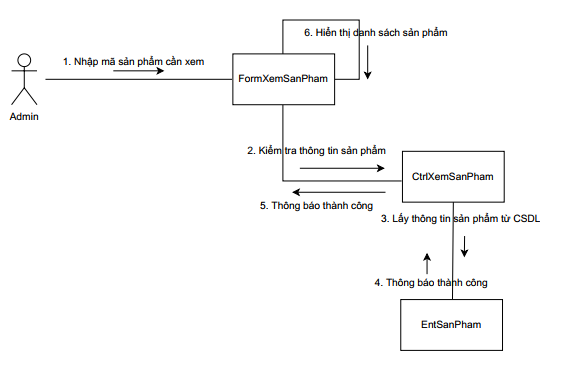 6. Hiển thị danh sách sản phẩm
1. Nhập mã sản phẩm cần xem
FormXemSanPham
Admin
2. Kiểm tra thông tin sản phẩm
CtrlXemSanPham
5. Thông báo thành công
3. Lấy thông tin sản phẩm từ CSDL
4. Thông báo thành công
EntSanPham